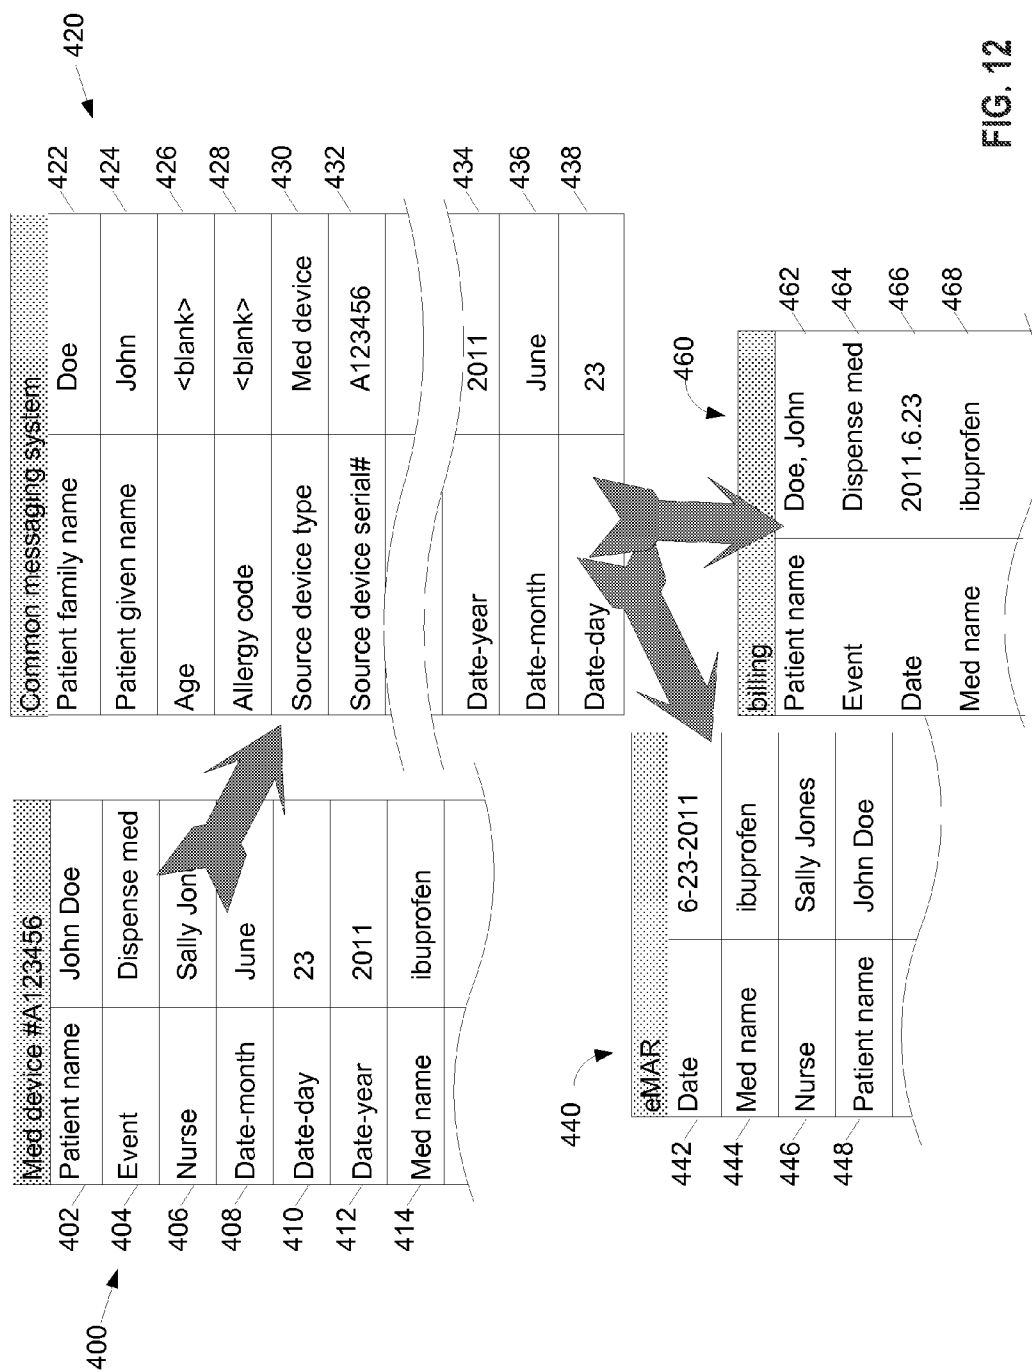 400
Med device #A123456
402 Patient name John Doe
404 Event Dispense med
406 Nurse Sally Jon
408 Date-month June
410 Date-day 23
412 Date-year 2011
414 Med name ibuprofen
420
Common messaging system
Patient family name Doe 422
Patient given name John 424
Age <blank> 426
Allergy code <blank> 428
Source device type Med device 430
Source device serial# A123456 432
Date-year 2011 434
Date-month June 436
Date-day 23 438
440
eMAR
442 Date 6-23-2011
444 Med name ibuprofen
446 Nurse Sally Jones
448 Patient name John Doe
460
billing
Patient name Doe, John 462
Event Dispense med 464
Date 2011.6.23 466
Med name ibuprofen 468
FIG. 12